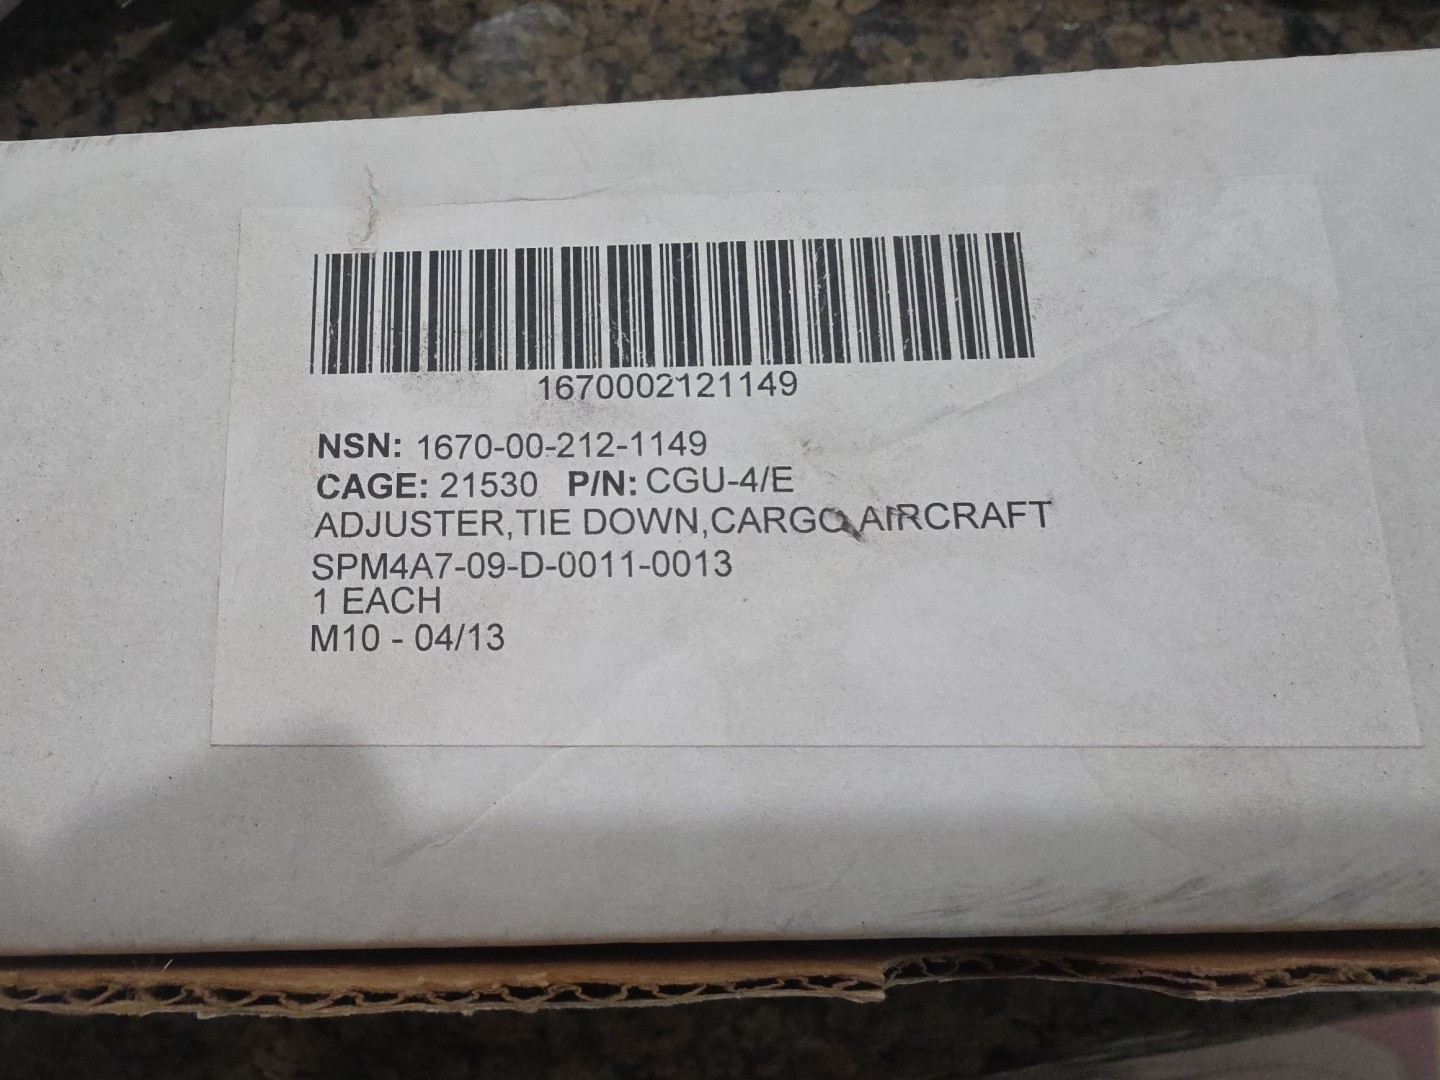 1670002121149
NSN: 1670-00-212-1149
CAGE: 21530 P/N: CGU-4/E
ADJUSTER,TIE DOWN,CARGO,AIRCRAFT
SPM4A7-09-D-0011-0013
1 EACH
M10 - 04/13